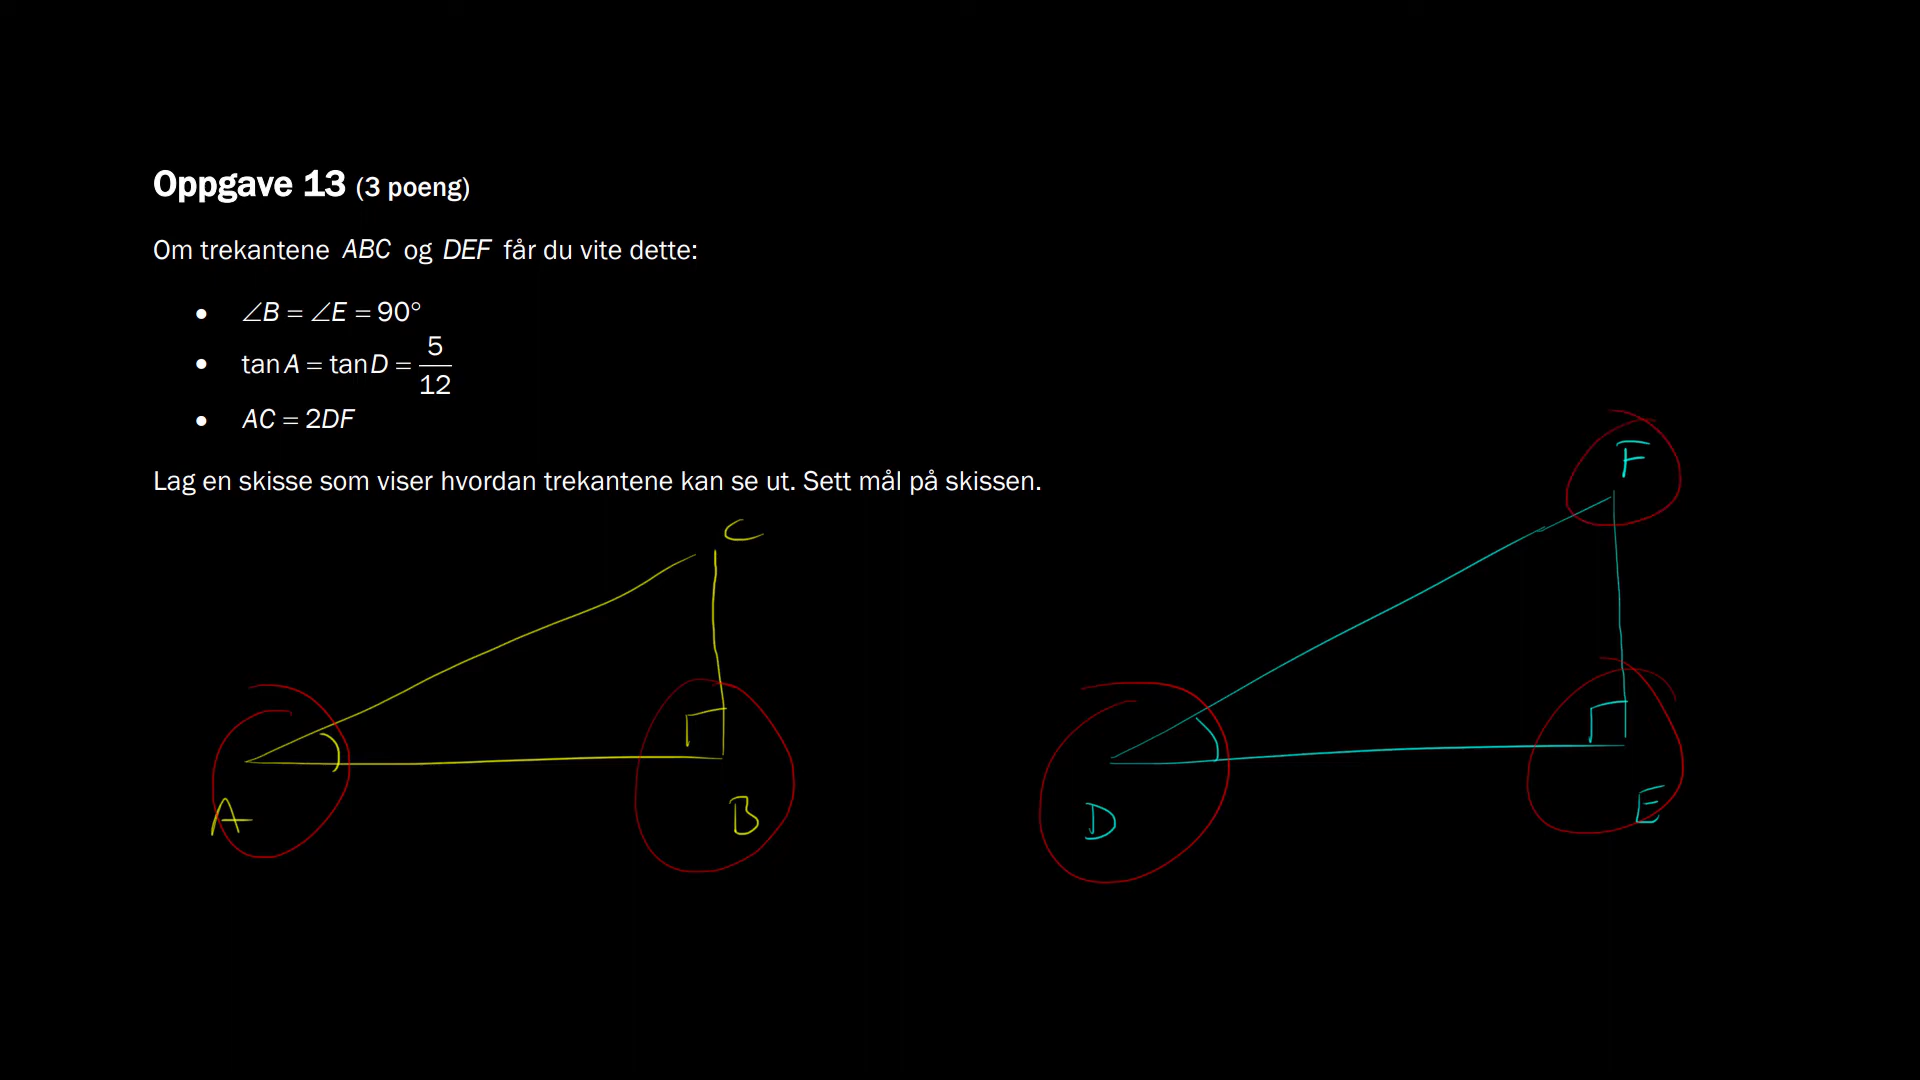 Oppgave 13 (3 poeng)
Om trekantene ABC og DEF får du vite dette:
• ∠B = ∠E = 90°
• tan A = tan D = 5/12
• AC = 2DF
Lag en skisse som viser hvordan trekantene kan se ut. Sett mål på skissen.
F
C
A
B
D
E